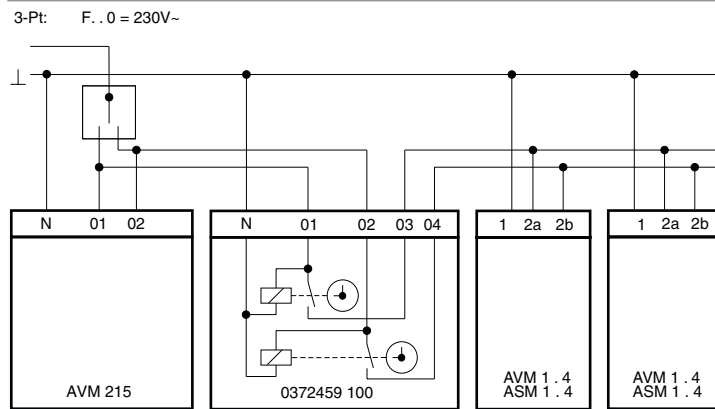 3-Pt: F. . 0 = 230V~
N 01 02 N 01 02 03 04 1 2a 2b 1 2a 2b
AVM 215
0372459 100
AVM 1 . 4
ASM 1 . 4
AVM 1 . 4
ASM 1 . 4